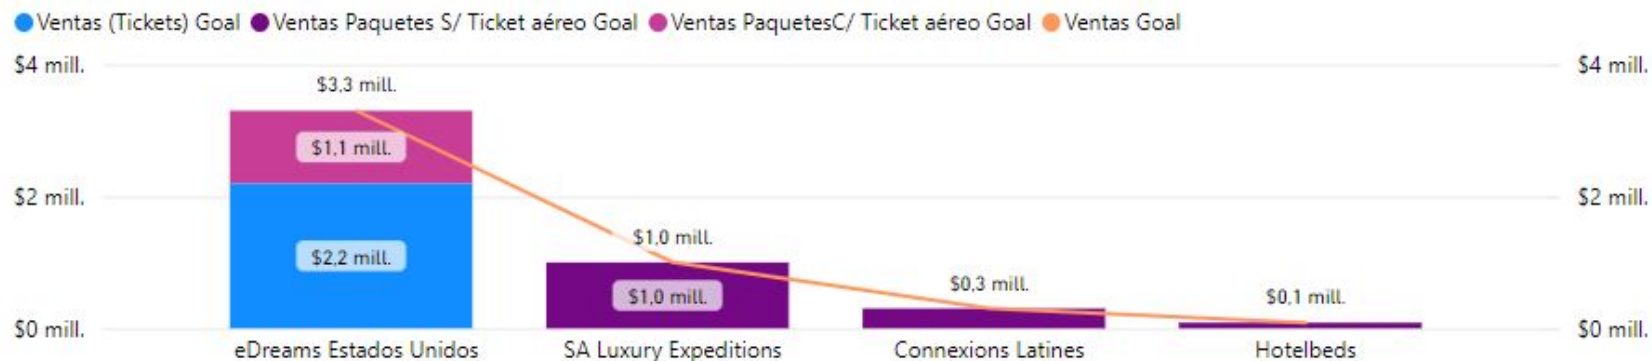 Ventas (Tickets) Goal Ventas Paquetes S/ Ticket aéreo Goal Ventas PaquetesC/ Ticket aéreo Goal Ventas Goal
$4 mill. $4 mill.
$3,3 mill.
$1,1 mill.
$2 mill. $2 mill.
$1,0 mill.
$2,2 mill.
$0,3 mill.
$1,0 mill. $0,1 mill.
$0 mill. $0 mill.
eDreams Estados Unidos SA Luxury Expeditions Connexions Latines Hotelbeds